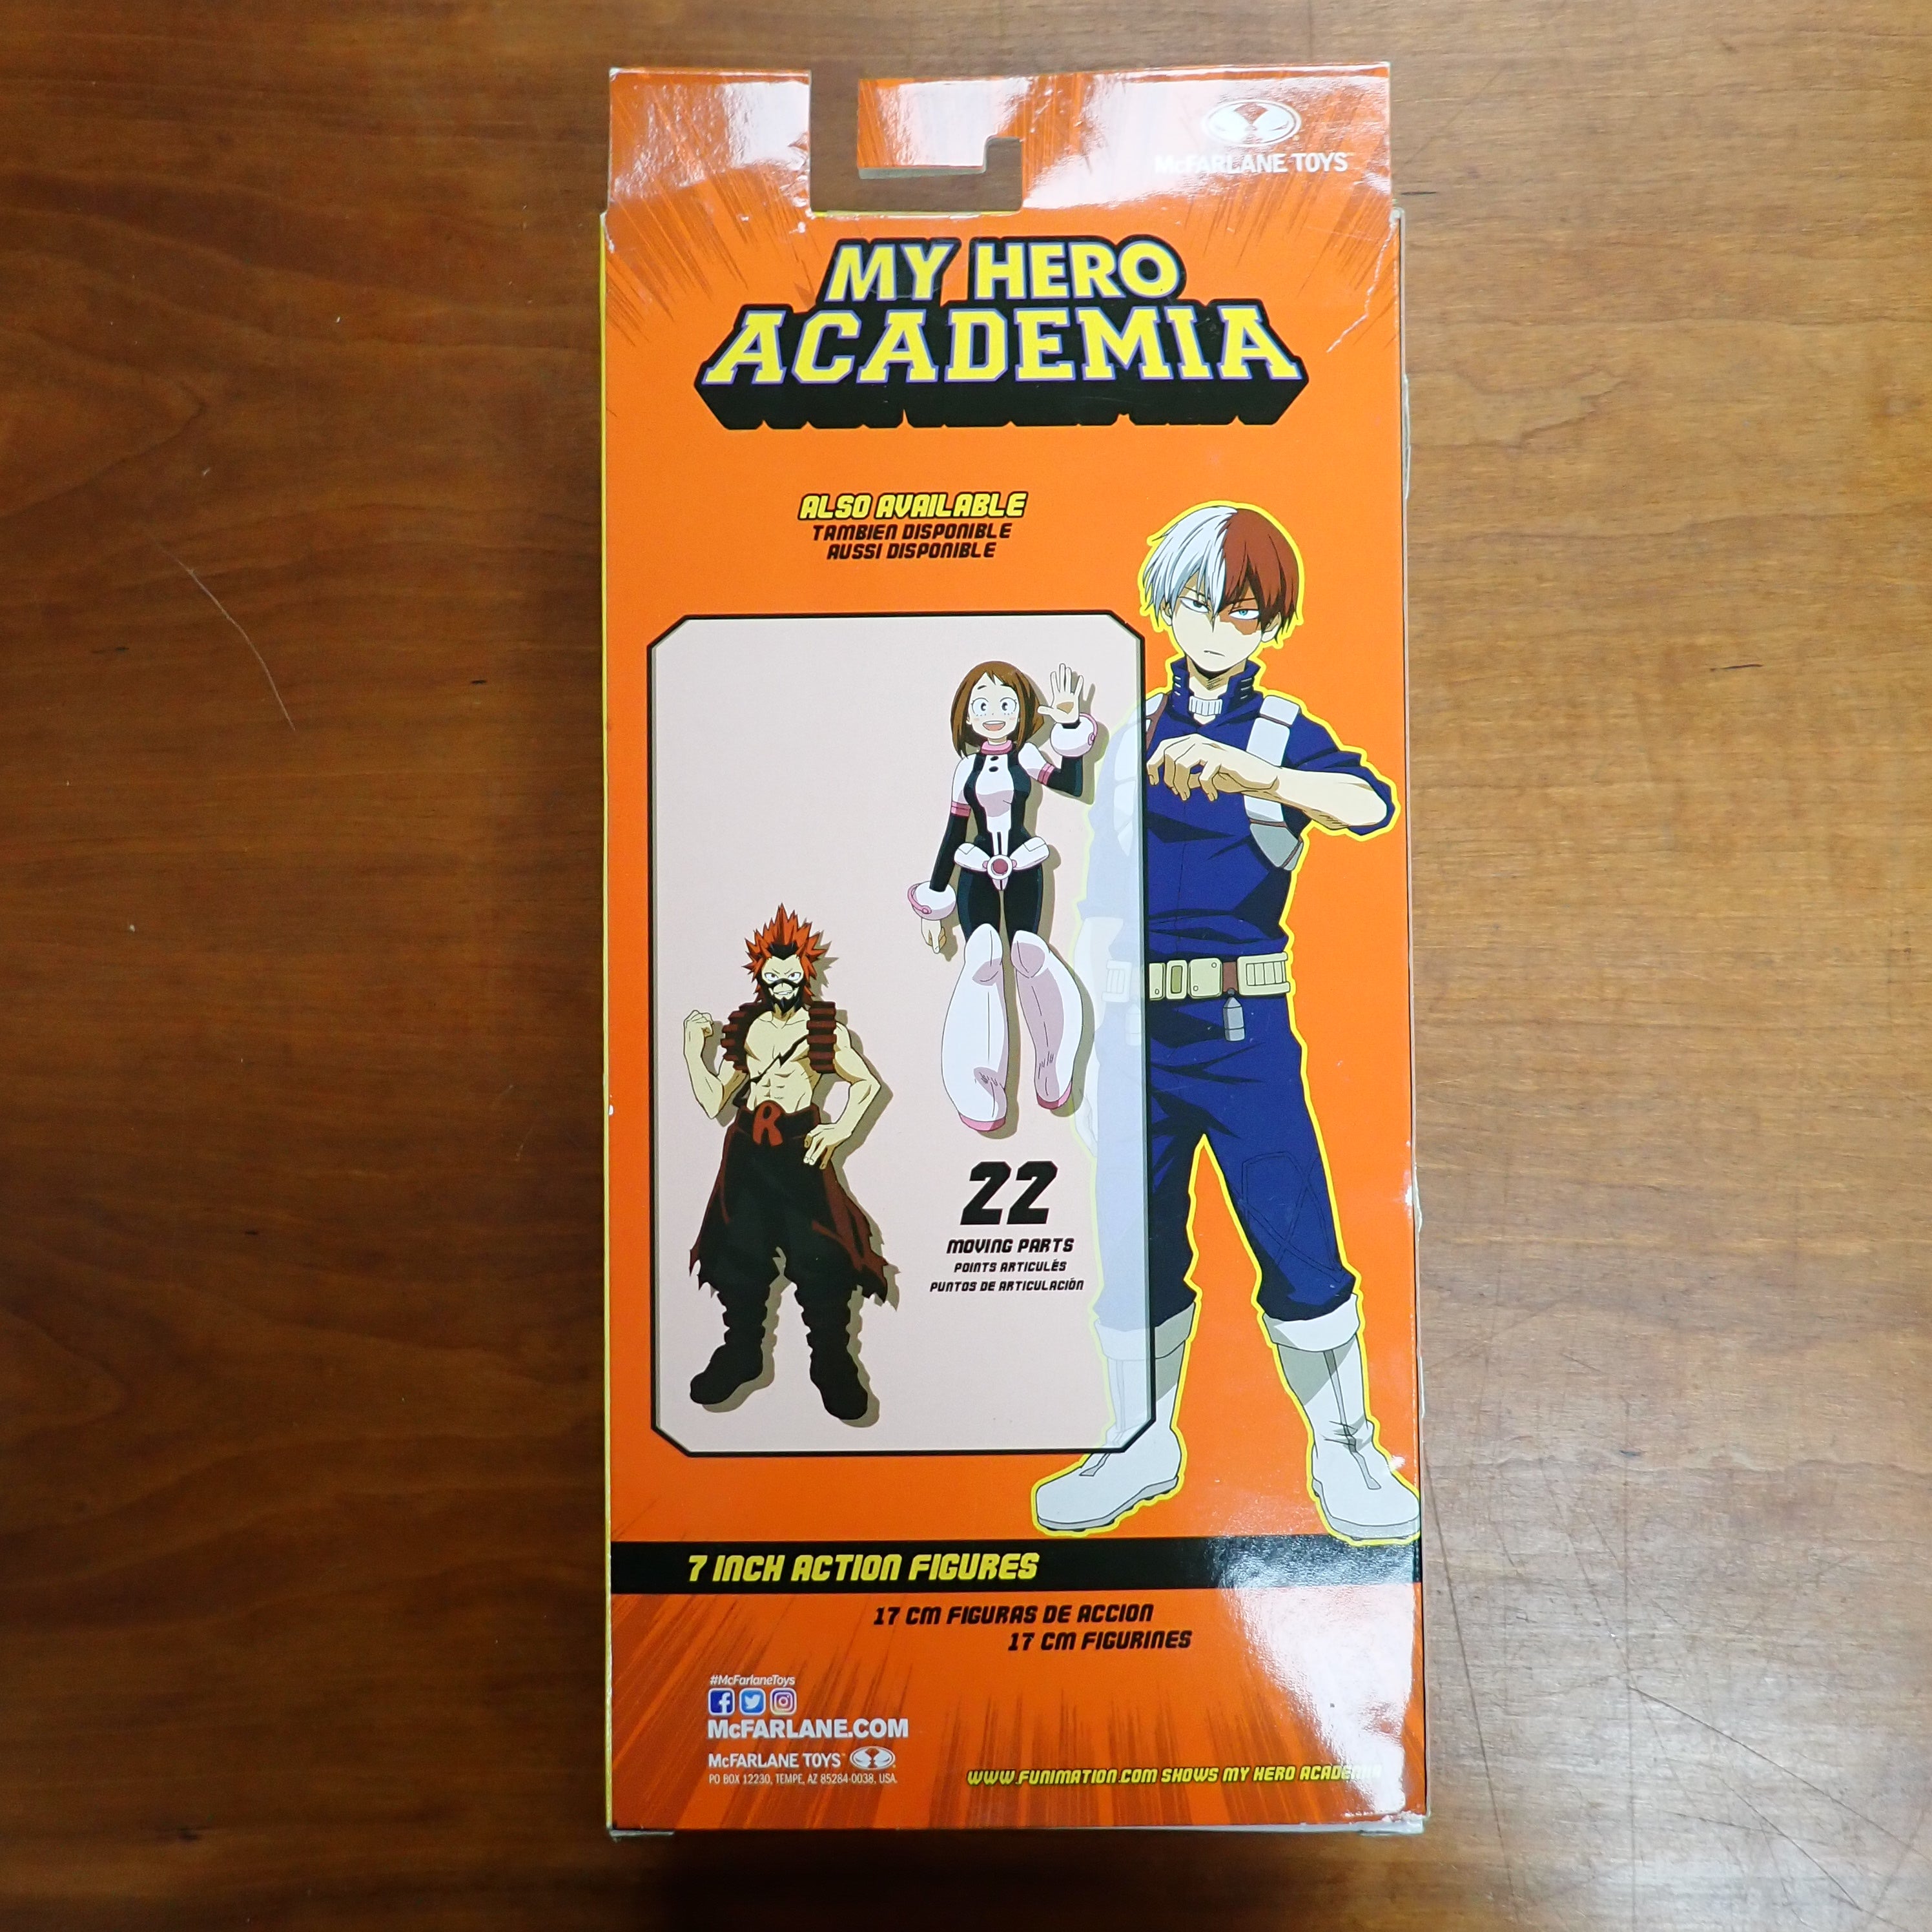 McFARLANE TOYS
MY HERO
ACADEMIA
ALSO AVAILABLE
TAMBIEN DISPONIBLE
AUSSI DISPONIBLE
R
22
MOVING PARTS
POINTS ARTICULÉS
PUNTOS DE ARTICULACIÓN
7 INCH ACTION FIGURES
17 CM FIGURAS DE ACCION
17 CM FIGURINES
#McFarlaneToys
McFARLANE.COM
McFARLANE TOYS
PO BOX 12230, TEMPE, AZ 85284-0038, USA.
WWW.FUNIMATION.COM SHOWS MY HERO ACADEMIA